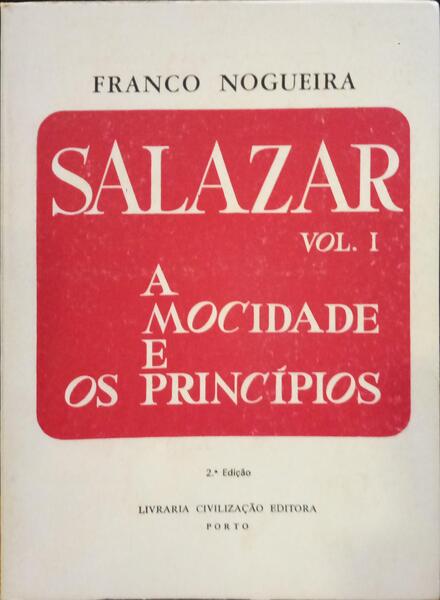 FRANCO NOGUEIRA
SALAZAR
VOL. I
A
MOCIDADE
E
OS PRINCÍPIOS
2.ª Edição
LIVRARIA CIVILIZAÇÃO EDITORA
PORTO